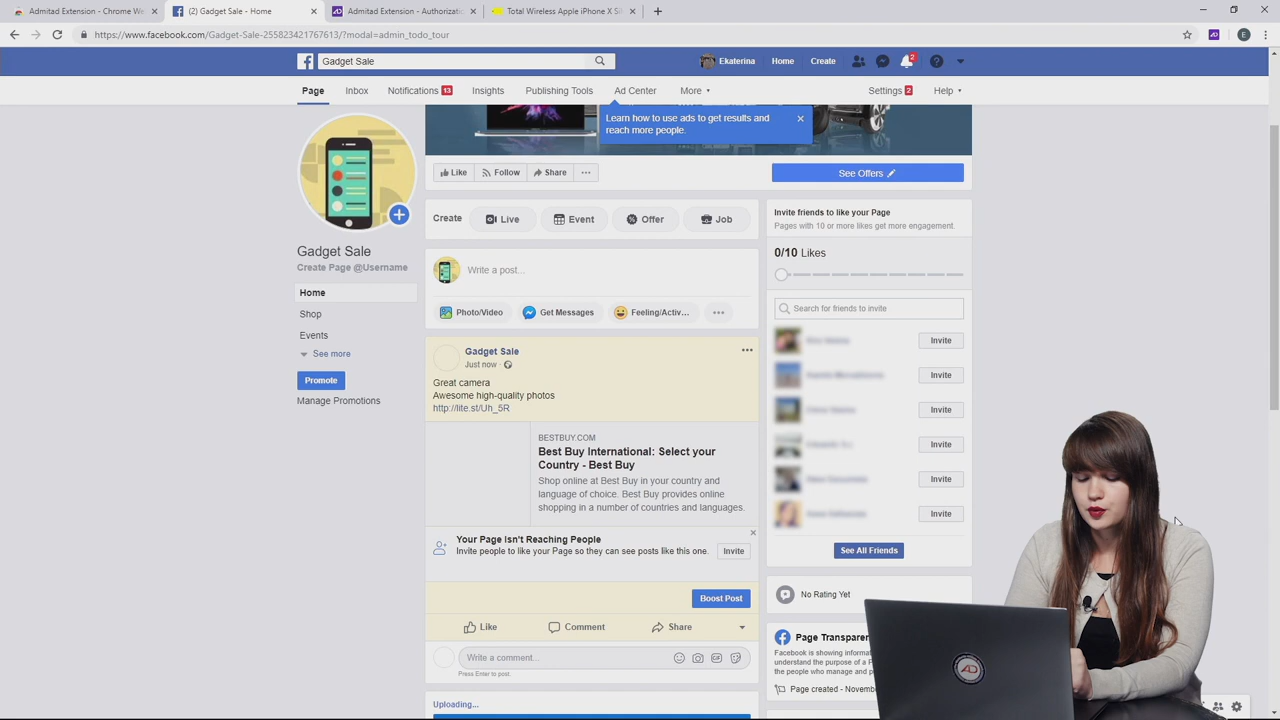 Admitad Extension - Chrome We
(2) Gadget Sale - Home
Admitad Extension - Authorizatio
Total Wireless Apple iPhone X Sil
https://www.facebook.com/Gadget-Sale-255823421767613/?modal=admin_todo_tour
E
Gadget Sale
Ekaterina
Home
Create
2
Page
Inbox
Notifications 13
Insights
Publishing Tools
Ad Center
More
Settings 2
Help
Learn how to use ads to get results and
reach more people.
Like
Follow
Share
See Offers
Create
Live
Event
Offer
Job
Invite friends to like your Page
Pages with 10 or more likes get more engagement.
0/10 Likes
Gadget Sale
Create Page @Username
Home
Shop
Events
See more
Promote
Manage Promotions
Write a post...
Photo/Video
Get Messages
Feeling/Activ...
Search for friends to invite
Invite
Invite
Invite
Invite
Invite
Invite
See All Friends
Gadget Sale
Just now
Great camera
Awesome high-quality photos
http://lite.st/Uh_5R
BESTBUY.COM
Best Buy International: Select your
Country - Best Buy
Shop online at Best Buy in your country and
language of choice. Best Buy provides online
shopping in a number of countries and languages.
Your Page Isn't Reaching People
Invite people to like your Page so they can see posts like this one.
Invite
Boost Post
Like
Comment
Share
Write a comment...
GIF
Press Enter to post.
Uploading...
No Rating Yet
Page Transparen
Facebook is showing informat
understand the purpose of a P
the people who manage and p
Page created - Novembe
AD